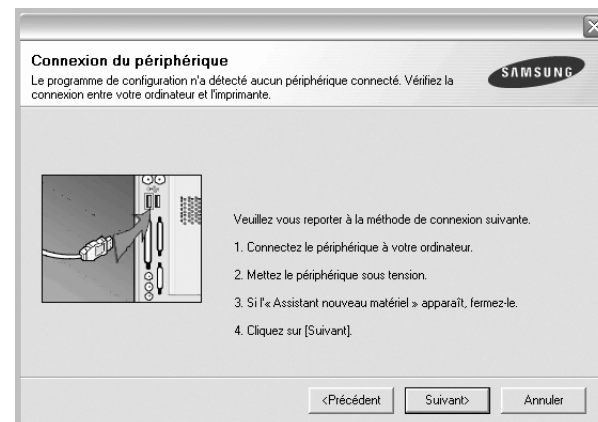 Connexion du périphérique
Le programme de configuration n'a détecté aucun périphérique connecté. Vérifiez la
connexion entre votre ordinateur et l'imprimante.
SAMSUNG
Veuillez vous reporter à la méthode de connexion suivante.
1. Connectez le périphérique à votre ordinateur.
2. Mettez le périphérique sous tension.
3. Si l'« Assistant nouveau matériel » apparaît, fermez-le.
4. Cliquez sur [Suivant].
<Précédent
Suivant>
Annuler